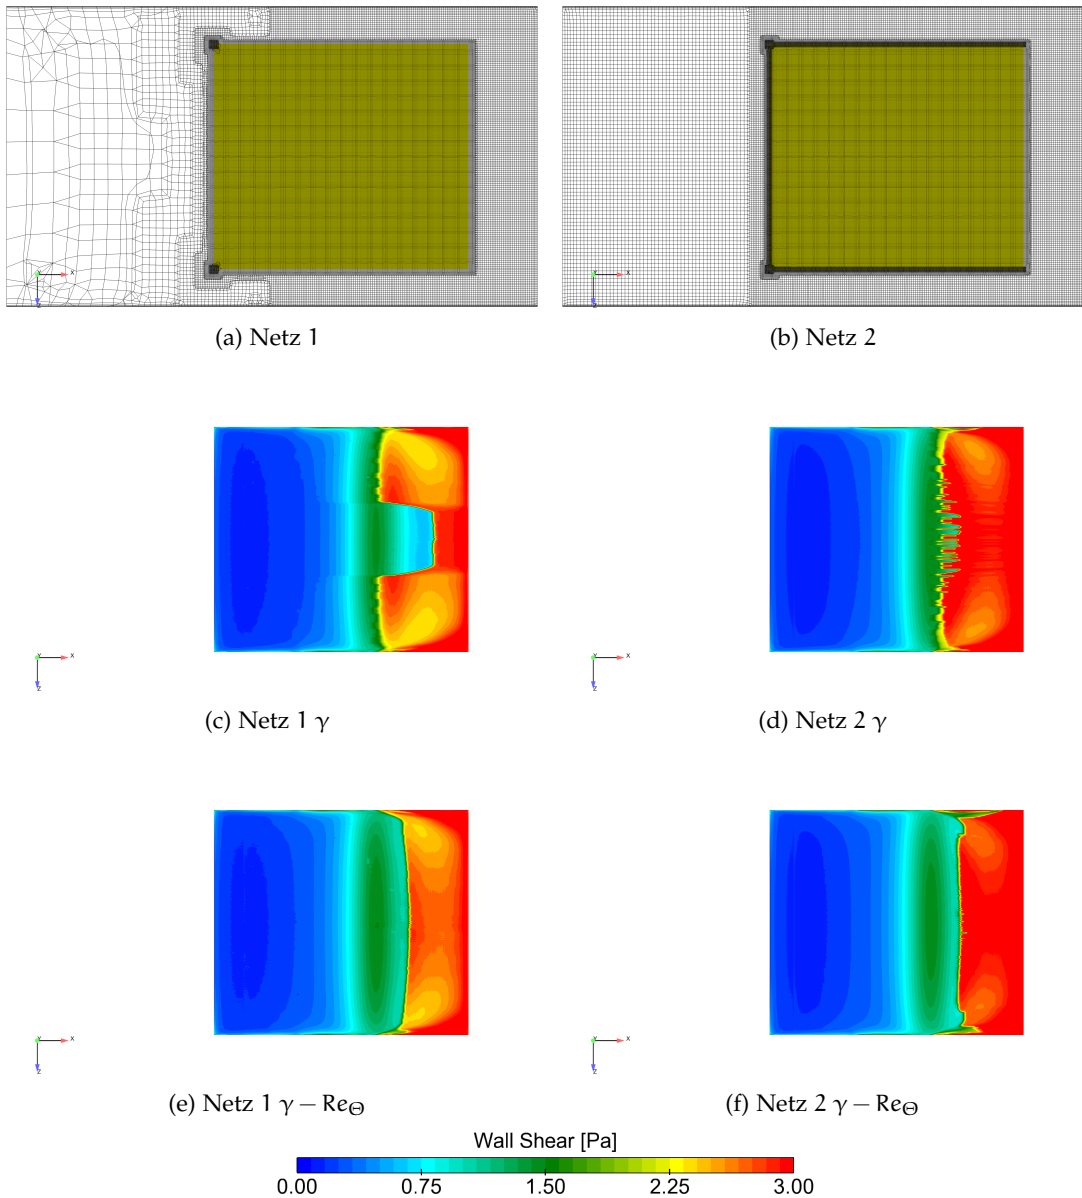 Y X
Z
Y X
Z
(a) Netz 1
(b) Netz 2
Y X
Z
Y X
Z
(c) Netz 1 γ
(d) Netz 2 γ
Y X
Z
Y X
Z
(e) Netz 1 γ − Re_Θ
(f) Netz 2 γ − Re_Θ
Wall Shear [Pa]
0.00 0.75 1.50 2.25 3.00